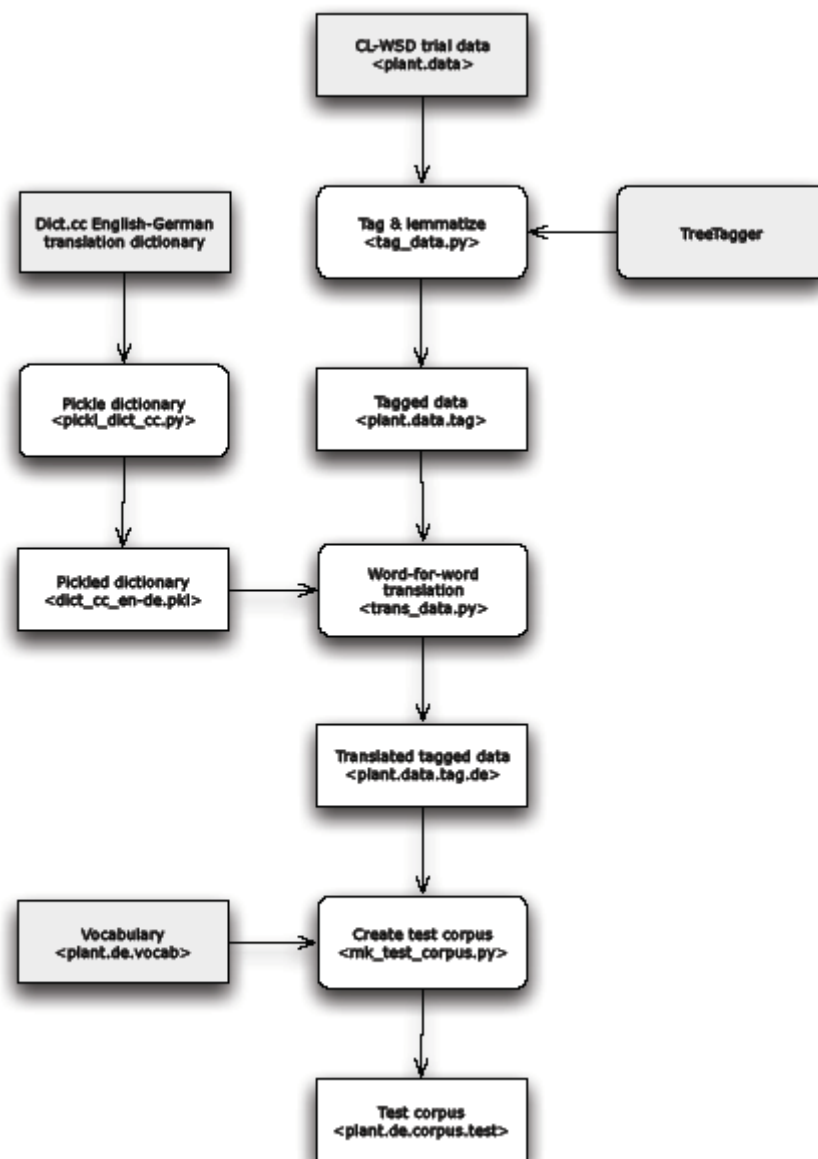 CL-WSD trial data
<plant.data>
Dict.cc English-German
translation dictionary
Tag & lemmatize
<tag_data.py>
TreeTagger
Pickle dictionary
<pickl_dict_cc.py>
Tagged data
<plant.data.tag>
Pickled dictionary
<dict_cc_en-de.pkl>
Word-for-word
translation
<trans_data.py>
Translated tagged data
<plant.data.tag.de>
Vocabulary
<plant.de.vocab>
Create test corpus
<mk_test_corpus.py>
Test corpus
<plant.de.corpus.test>